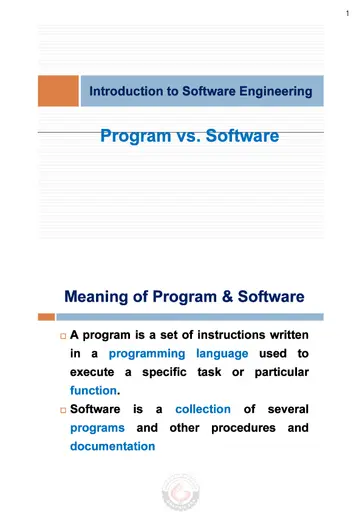 1
Introduction to Software Engineering
Program vs. Software
Meaning of Program & Software
A program is a set of instructions written
in a programming language used to
execute a specific task or particular
function.
Software is a collection of several
programs and other procedures and
documentation